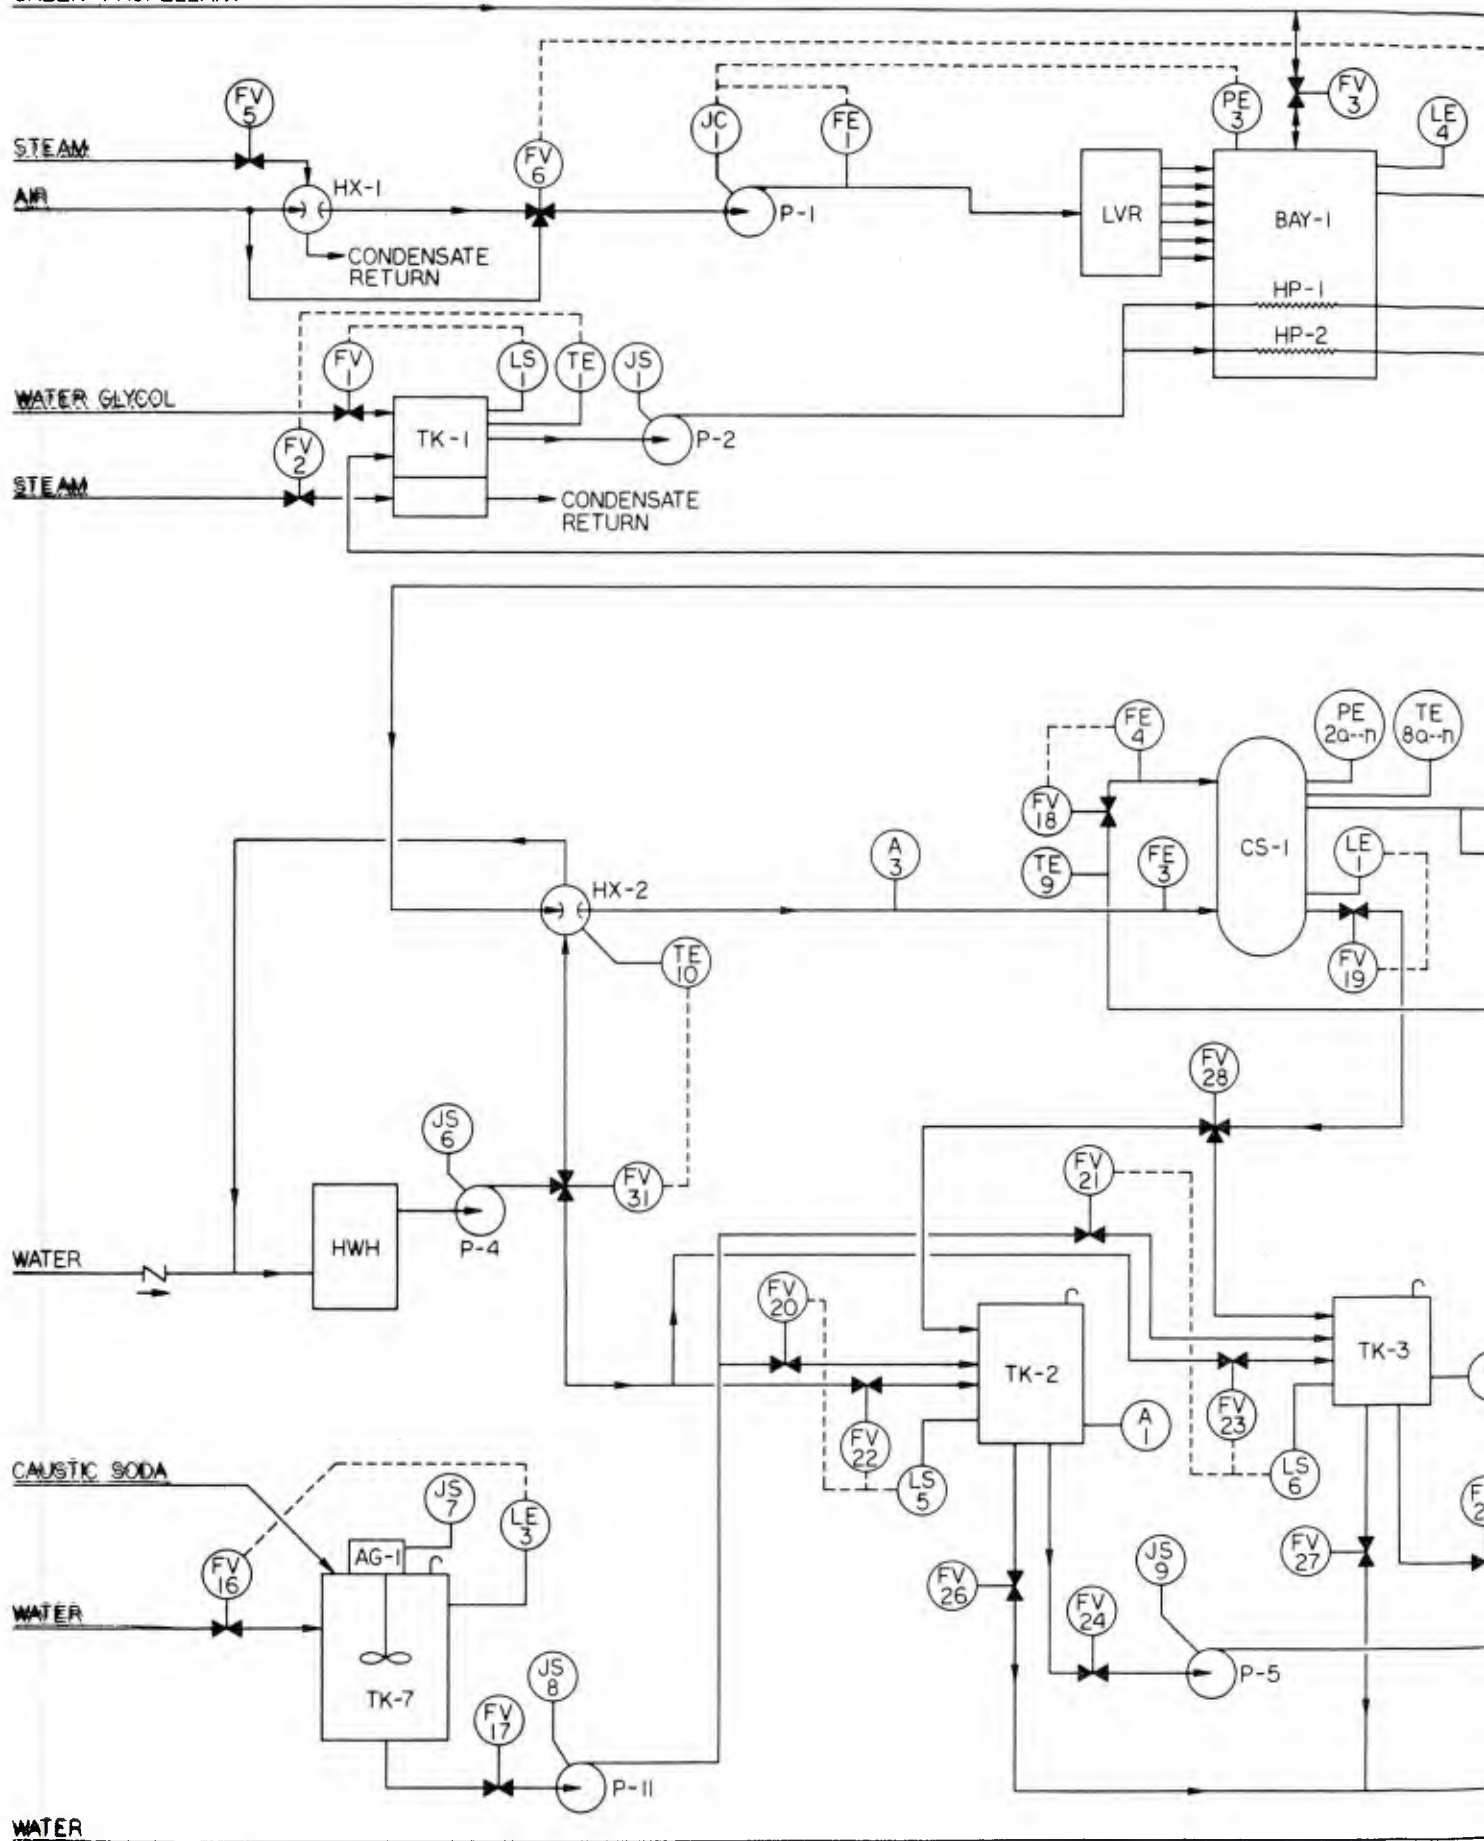 FV
5
STEAM
AIR
HX-1
CONDENSATE
RETURN
FV
6
JC
1
FE
1
P-1
LVR
PE
3
FV
3
LE
4
BAY-1
HP-1
HP-2
FV
1
LS
1
TE
1
JS
1
WATER GLYCOL
FV
2
TK-1
P-2
STEAM
CONDENSATE
RETURN
FE
4
PE
2a--n
TE
8a--n
FV
18
TE
9
A
3
FE
3
CS-1
LE
1
FV
19
HX-2
TE
10
FV
28
JS
6
FV
31
FV
21
HWH
P-4
WATER
FV
20
TK-2
TK-3
FV
22
LS
5
A
1
FV
23
LS
6
CAUSTIC SODA
JS
7
LE
3
AG-1
FV
16
WATER
TK-7
JS
8
FV
17
P-11
FV
26
FV
24
JS
9
P-5
FV
27
WATER